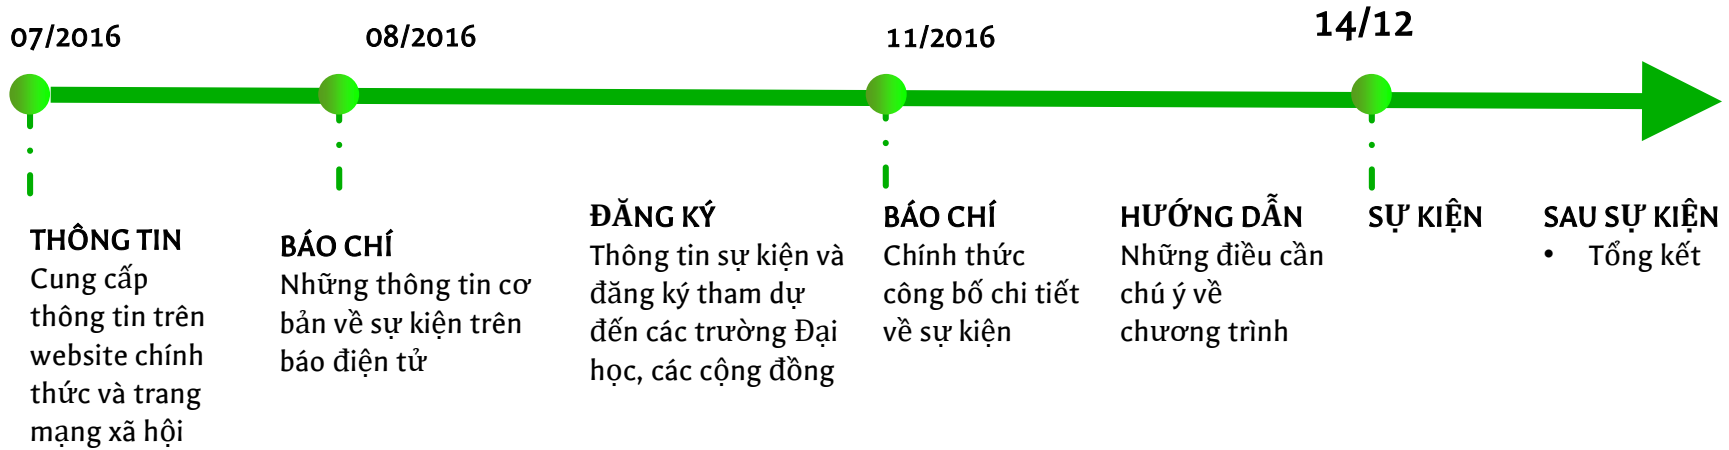 07/2016
08/2016
11/2016
14/12
THÔNG TIN
Cung cấp
thông tin trên
website chính
thức và trang
mạng xã hội
BÁO CHÍ
Những thông tin cơ
bản về sự kiện trên
báo điện tử
ĐĂNG KÝ
Thông tin sự kiện và
đăng ký tham dự
đến các trường Đại
học, các cộng đồng
BÁO CHÍ
Chính thức
công bố chi tiết
về sự kiện
HƯỚNG DẪN
Những điều cần
chú ý về
chương trình
SỰ KIỆN
SAU SỰ KIỆN
• Tổng kết